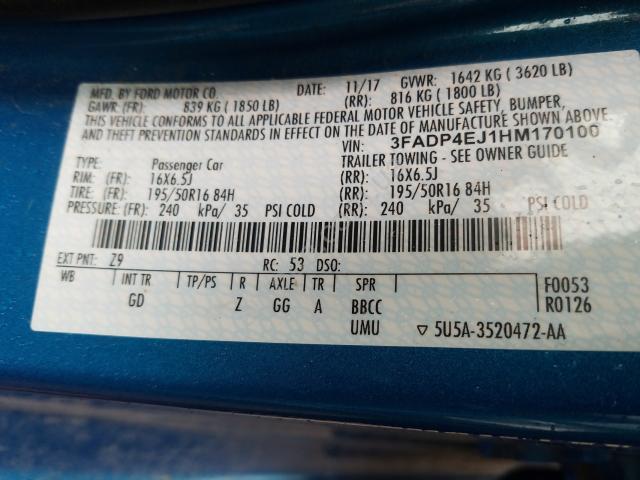 MFD. BY FORD MOTOR CO. DATE: 11/17 GVWR: 1642 KG ( 3620 LB)
GAWR: (FR): 839 KG ( 1850 LB) (RR): 816 KG ( 1800 LB)
THIS VEHICLE CONFORMS TO ALL APPLICABLE FEDERAL MOTOR VEHICLE SAFETY, BUMPER,
AND THEFT PREVENTION STANDARDS IN EFFECT ON THE DATE OF MANUFACTURE SHOWN ABOVE.
VIN: 3FADP4EJ1HM170100
TYPE: Passenger Car TRAILER TOWING - SEE OWNER GUIDE
RIM: (FR): 16X6.5J (RR): 16X6.5J
TIRE: (FR): 195/50R16 84H (RR): 195/50R16 84H
PRESSURE: (FR): 240 kPa/ 35 PSI COLD (RR): 240 kPa/ 35 PSI COLD
EXT PNT: Z9 RC: 53 DSO:
WB INT TR TP/PS R AXLE TR SPR F0053
GD Z GG A BBCC R0126
UMU ▽ 5U5A-3520472-AA